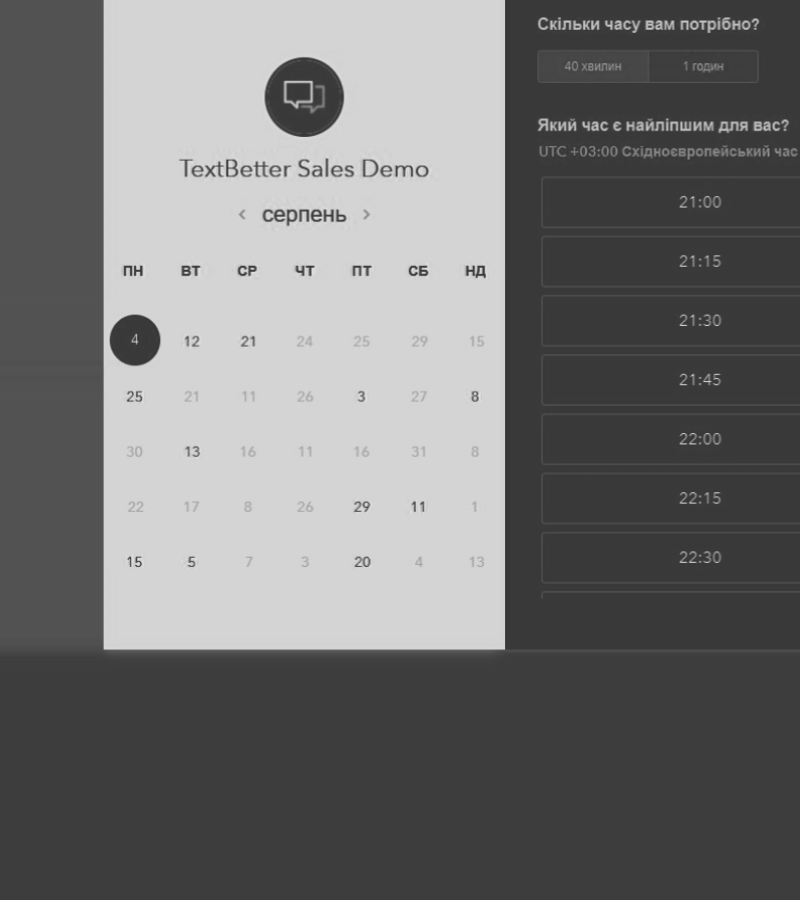 TextBetter Sales Demo
< серпень >
ПН ВТ СР ЧТ ПТ СБ НД
4 12 21 24 25 29 15
25 21 11 26 3 27 8
30 13 16 11 16 31 8
22 17 8 26 29 11 1
15 5 7 3 20 4 13
Скільки часу вам потрібно?
40 хвилин 1 годин
Який час є найліпшим для вас?
UTC +03:00 Східноєвропейський час
21:00
21:15
21:30
21:45
22:00
22:15
22:30